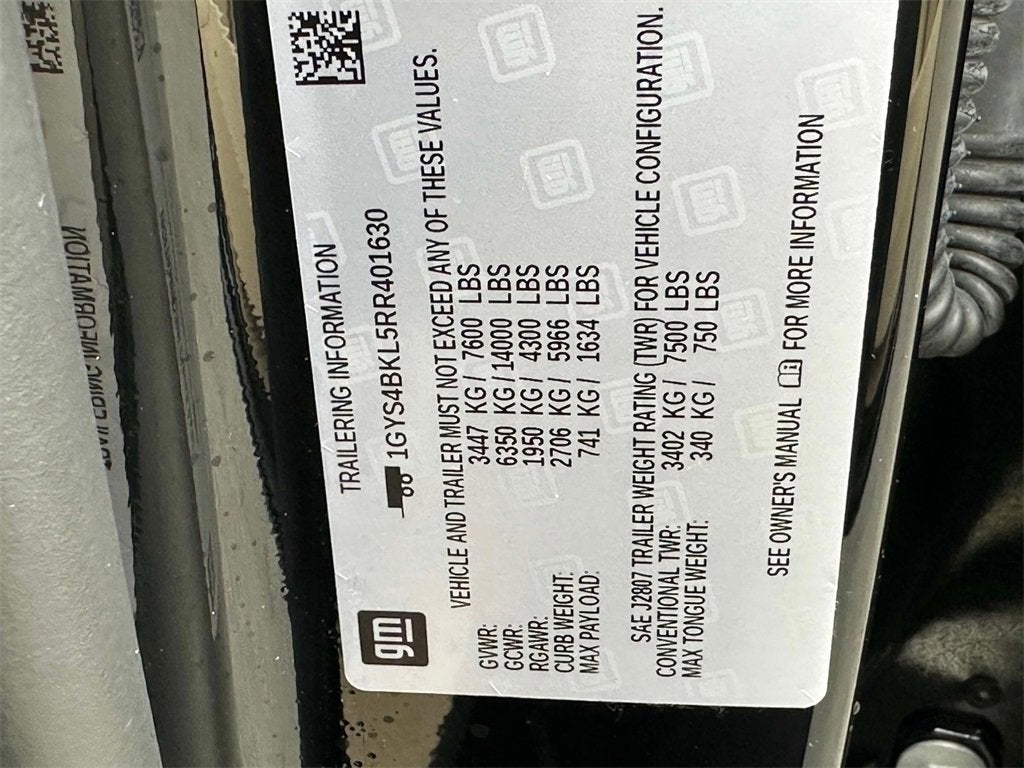 gm
TRAILERING INFORMATION
1GYS4BKL5RR401630
VEHICLE AND TRAILER MUST NOT EXCEED ANY OF THESE VALUES.
GVWR: 3447 KG / 7600 LBS
GCWR: 6350 KG / 14000 LBS
RGAWR: 1950 KG / 4300 LBS
CURB WEIGHT: 2706 KG / 5966 LBS
MAX PAYLOAD: 741 KG / 1634 LBS
SAE J2807 TRAILER WEIGHT RATING (TWR) FOR VEHICLE CONFIGURATION.
CONVENTIONAL TWR: 3402 KG / 7500 LBS
MAX TONGUE WEIGHT: 340 KG / 750 LBS
SEE OWNER'S MANUAL FOR MORE INFORMATION